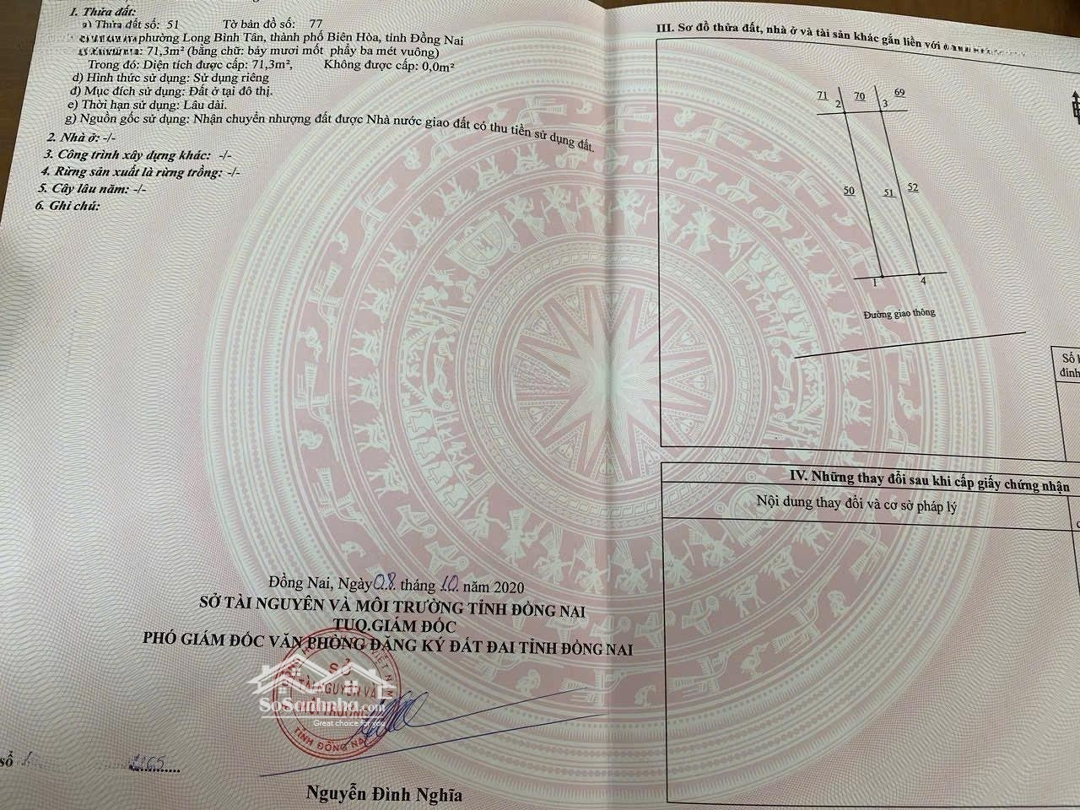 1. Thửa đất:
a) Thửa đất số: 51 Tờ bản đồ số: 77
phường Long Bình Tân, thành phố Biên Hòa, tỉnh Đồng Nai
71,3m² (bằng chữ: bảy mươi mốt phẩy ba mét vuông)
Trong đó: Diện tích được cấp: 71,3m², Không được cấp: 0,0m²
d) Hình thức sử dụng: Sử dụng riêng
đ) Mục đích sử dụng: Đất ở tại đô thị.
e) Thời hạn sử dụng: Lâu dài.
g) Nguồn gốc sử dụng: Nhận chuyển nhượng đất được Nhà nước giao đất có thu tiền sử dụng đất.
2. Nhà ở: -/-
3. Công trình xây dựng khác: -/-
4. Rừng sản xuất là rừng trồng: -/-
5. Cây lâu năm: -/-
6. Ghi chú:
Đồng Nai, Ngày 08 tháng 10 năm 2020
SỞ TÀI NGUYÊN VÀ MÔI TRƯỜNG TỈNH ĐỒNG NAI
TUQ.GIÁM ĐỐC
PHÓ GIÁM ĐỐC VĂN PHÒNG ĐĂNG KÝ ĐẤT ĐAI TỈNH ĐỒNG NAI
SỞ
TÀI NGUYÊN VÀ
MÔI TRƯỜNG
TỈNH ĐỒNG NAI
SoSanhnha.com
Great choice for you
số
Nguyễn Đình Nghĩa
III. Sơ đồ thửa đất, nhà ở và tài sản khác gắn liền với
71 2 70 3 69
50 51 52
1 4
Đường giao thông
Số
đỉnh
IV. Những thay đổi sau khi cấp giấy chứng nhận
Nội dung thay đổi và cơ sở pháp lý